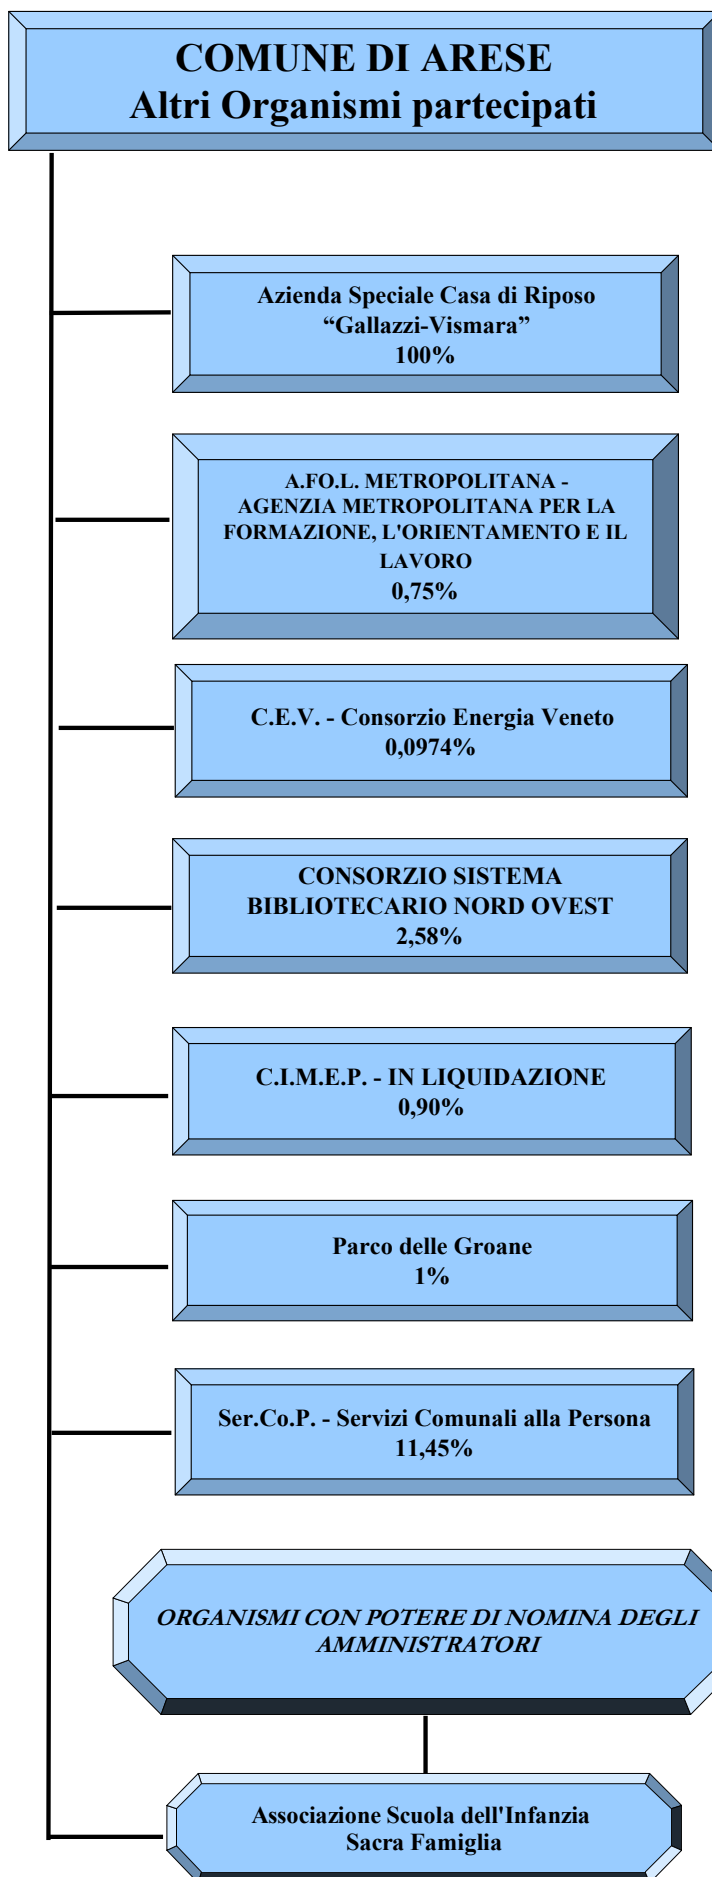 COMUNE DI ARESE
Altri Organismi partecipati
Azienda Speciale Casa di Riposo
“Gallazzi-Vismara”
100%
A.FO.L. METROPOLITANA -
AGENZIA METROPOLITANA PER LA
FORMAZIONE, L'ORIENTAMENTO E IL
LAVORO
0,75%
C.E.V. - Consorzio Energia Veneto
0,0974%
CONSORZIO SISTEMA
BIBLIOTECARIO NORD OVEST
2,58%
C.I.M.E.P. - IN LIQUIDAZIONE
0,90%
Parco delle Groane
1%
Ser.Co.P. - Servizi Comunali alla Persona
11,45%
ORGANISMI CON POTERE DI NOMINA DEGLI
AMMINISTRATORI
Associazione Scuola dell'Infanzia
Sacra Famiglia